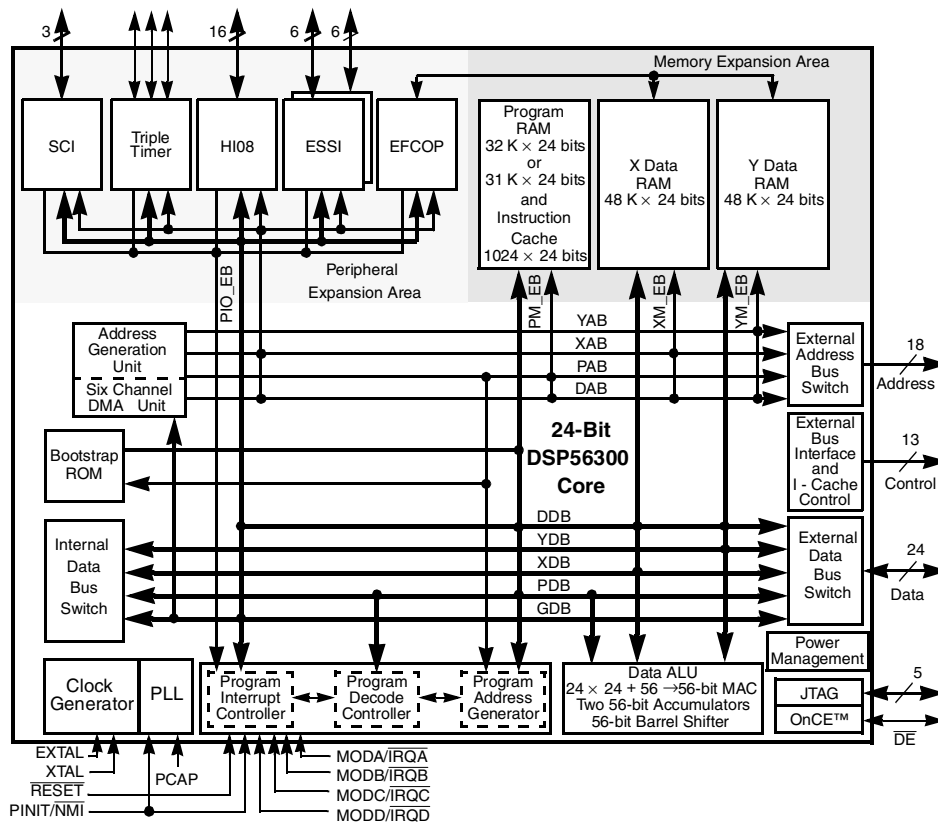 3
16
6
6
Memory Expansion Area
SCI
Triple
Timer
HI08
ESSI
EFCOP
Program
RAM
32 K × 24 bits
or
31 K × 24 bits
and
Instruction
Cache
1024 × 24 bits
X Data
RAM
48 K × 24 bits
Y Data
RAM
48 K × 24 bits
Peripheral
Expansion Area
PIO_EB
PM_EB
XM_EB
YM_EB
Address
Generation
Unit
Six Channel
DMA Unit
YAB
XAB
PAB
DAB
External
Address
Bus
Switch
18
Address
Bootstrap
ROM
24-Bit
DSP56300
Core
External
Bus
Interface
and
I - Cache
Control
13
Control
Internal
Data
Bus
Switch
DDB
YDB
XDB
PDB
GDB
External
Data
Bus
Switch
24
Data
Power
Management
Clock
Generator
PLL
Program
Interrupt
Controller
Program
Decode
Controller
Program
Address
Generator
Data ALU
24 × 24 + 56 → 56-bit MAC
Two 56-bit Accumulators
56-bit Barrel Shifter
JTAG
OnCE™
5
DE
EXTAL
XTAL
RESET
PINIT/NMI
PCAP
MODA/IRQA
MODB/IRQB
MODC/IRQC
MODD/IRQD